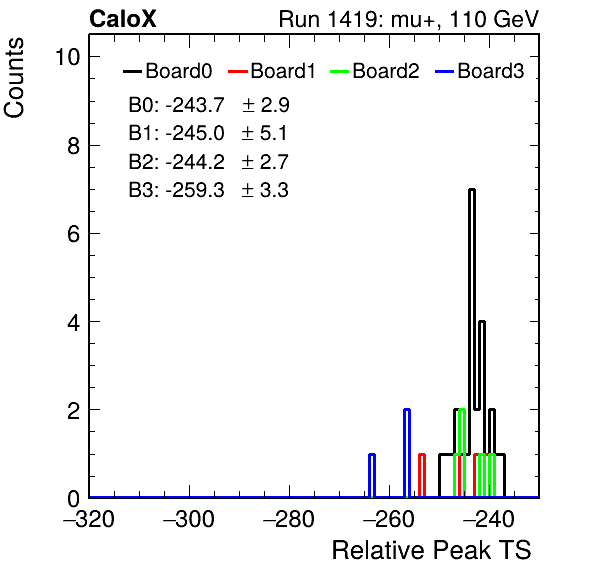 CaloX Run 1419: mu+, 110 GeV
Counts
Board0 Board1 Board2 Board3
B0: -243.7 ± 2.9
B1: -245.0 ± 5.1
B2: -244.2 ± 2.7
B3: -259.3 ± 3.3
10
8
6
4
2
0
−320 −300 −280 −260 −240
Relative Peak TS